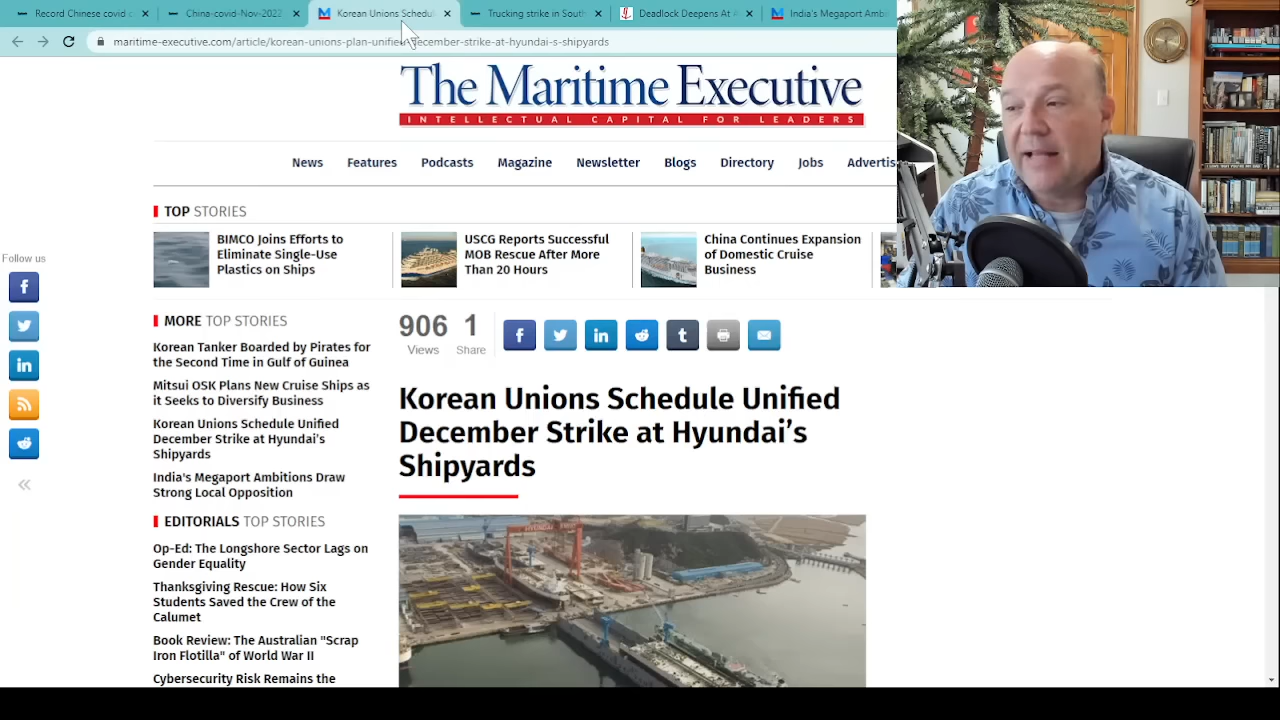 Record Chinese covid c
China-covid-Nov-2022
Korean Unions Schedul
Trucking strike in South
Deadlock Deepens At A
India's Megaport Ambi
maritime-executive.com/article/korean-unions-plan-unified-december-strike-at-hyundai-s-shipyards
The Maritime Executive
INTELLECTUAL CAPITAL FOR LEADERS
News Features Podcasts Magazine Newsletter Blogs Directory Jobs Advertis
TOP STORIES
BIMCO Joins Efforts to
Eliminate Single-Use
Plastics on Ships
USCG Reports Successful
MOB Rescue After More
Than 20 Hours
China Continues Expansion
of Domestic Cruise
Business
Follow us
MORE TOP STORIES
Korean Tanker Boarded by Pirates for
the Second Time in Gulf of Guinea
Mitsui OSK Plans New Cruise Ships as
it Seeks to Diversify Business
Korean Unions Schedule Unified
December Strike at Hyundai's
Shipyards
India's Megaport Ambitions Draw
Strong Local Opposition
EDITORIALS TOP STORIES
Op-Ed: The Longshore Sector Lags on
Gender Equality
Thanksgiving Rescue: How Six
Students Saved the Crew of the
Calumet
Book Review: The Australian "Scrap
Iron Flotilla" of World War II
Cybersecurity Risk Remains the
906 1
Views Share
Korean Unions Schedule Unified
December Strike at Hyundai’s
Shipyards